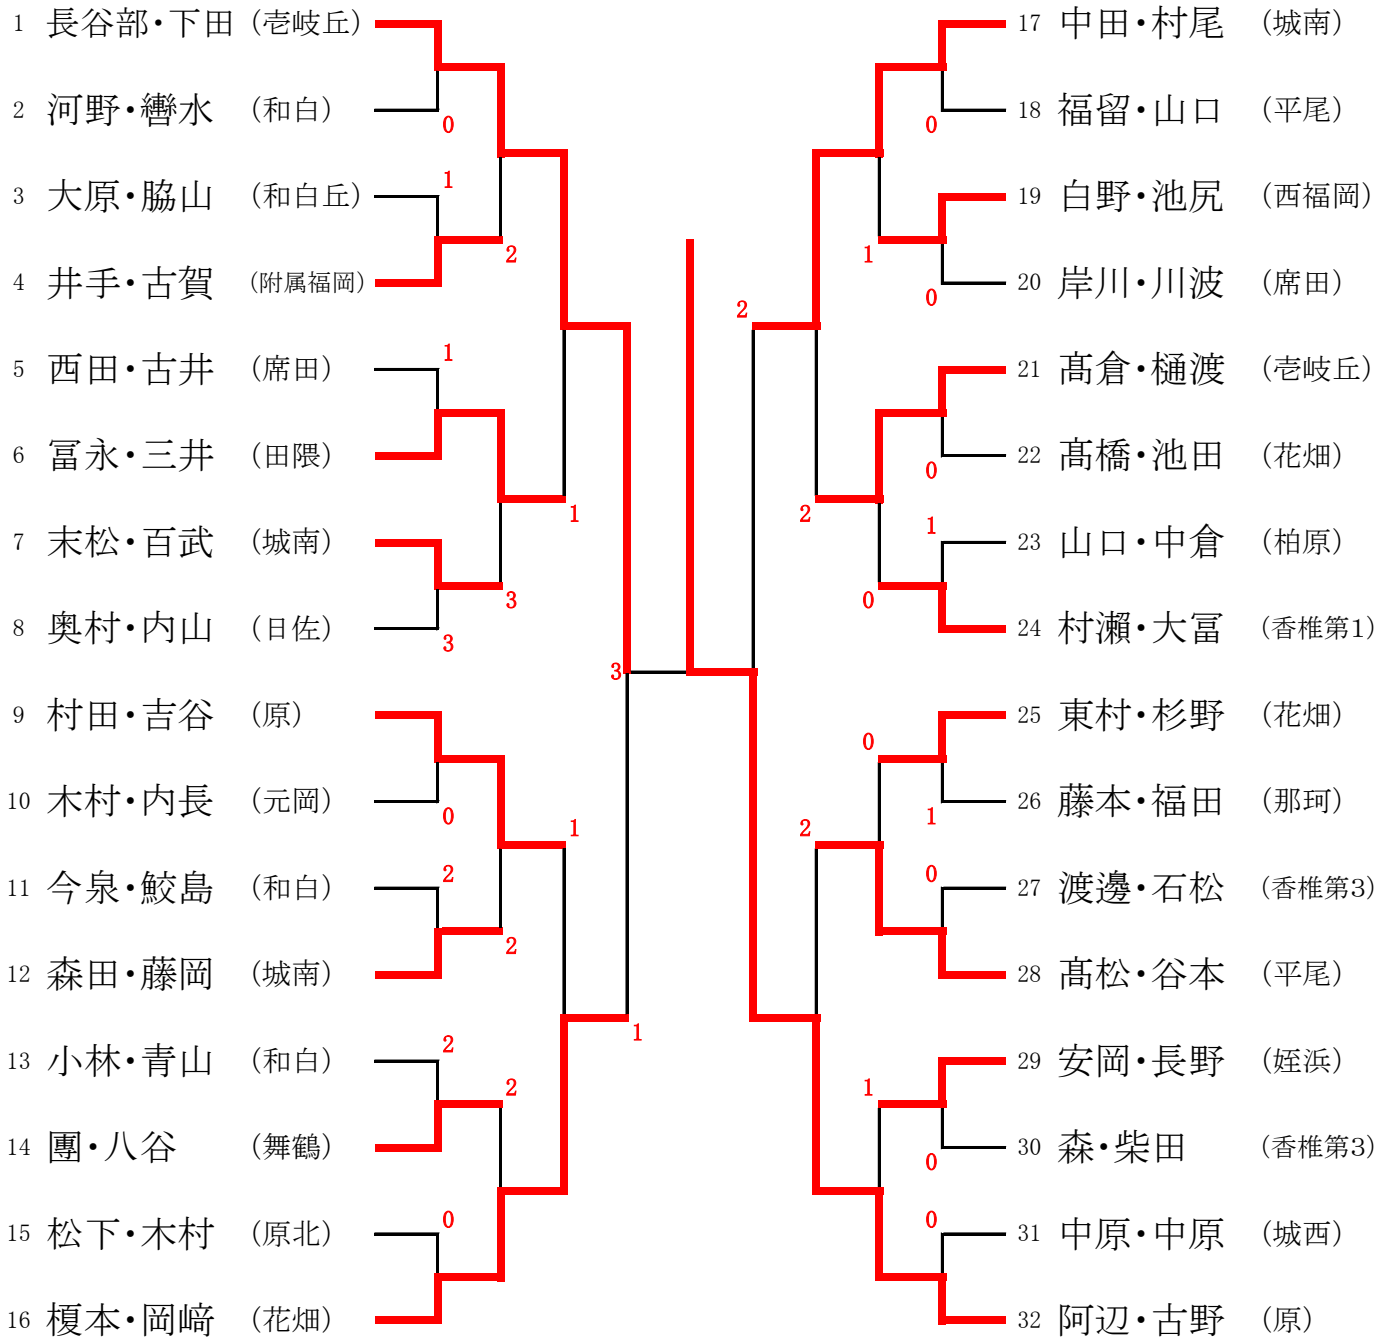 1 長谷部・下田 (壱岐丘)
2 河野・轡水 (和白)
0
3 大原・脇山 (和白丘)
1
4 井手・古賀 (附属福岡)
2
5 西田・古井 (席田)
1
6 冨永・三井 (田隈)
7 末松・百武 (城南)
1
8 奥村・内山 (日佐)
3
3
9 村田・吉谷 (原)
10 木村・内長 (元岡)
0
1
11 今泉・鮫島 (和白)
2
12 森田・藤岡 (城南)
2
13 小林・青山 (和白)
2
14 團・八谷 (舞鶴)
2
15 松下・木村 (原北)
0
16 榎本・岡﨑 (花畑)
3
1
17 中田・村尾 (城南)
18 福留・山口 (平尾)
0
19 白野・池尻 (西福岡)
1
20 岸川・川波 (席田)
0
2
21 髙倉・樋渡 (壱岐丘)
22 髙橋・池田 (花畑)
0
23 山口・中倉 (柏原)
1
2
24 村瀬・大冨 (香椎第1)
0
25 東村・杉野 (花畑)
0
26 藤本・福田 (那珂)
1
2
27 渡邊・石松 (香椎第3)
0
28 髙松・谷本 (平尾)
29 安岡・長野 (姪浜)
1
30 森・柴田 (香椎第3)
0
31 中原・中原 (城西)
0
32 阿辺・古野 (原)